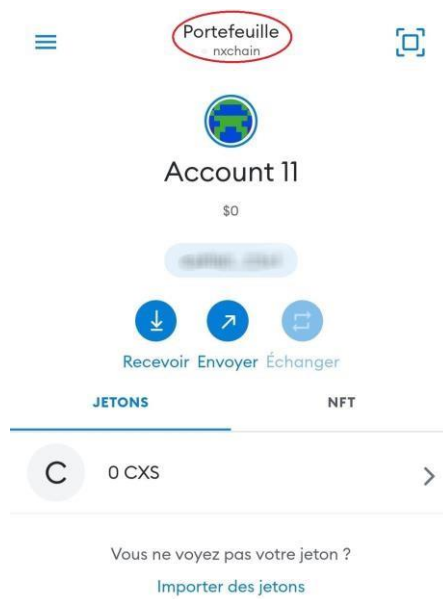 Portefeuille
nxchain
Account 11
$0
Recevoir Envoyer Échanger
JETONS NFT
C 0 CXS
Vous ne voyez pas votre jeton ?
Importer des jetons